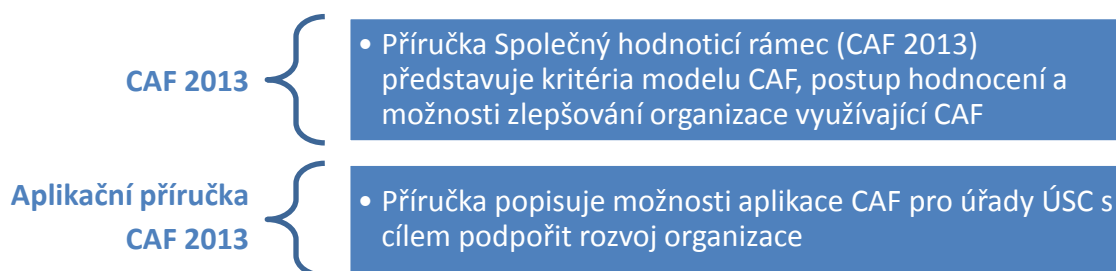 CAF 2013
• Příručka Společný hodnoticí rámec (CAF 2013)
představuje kritéria modelu CAF, postup hodnocení a
možnosti zlepšování organizace využívající CAF
Aplikační příručka
CAF 2013
• Příručka popisuje možnosti aplikace CAF pro úřady ÚSC s
cílem podpořit rozvoj organizace